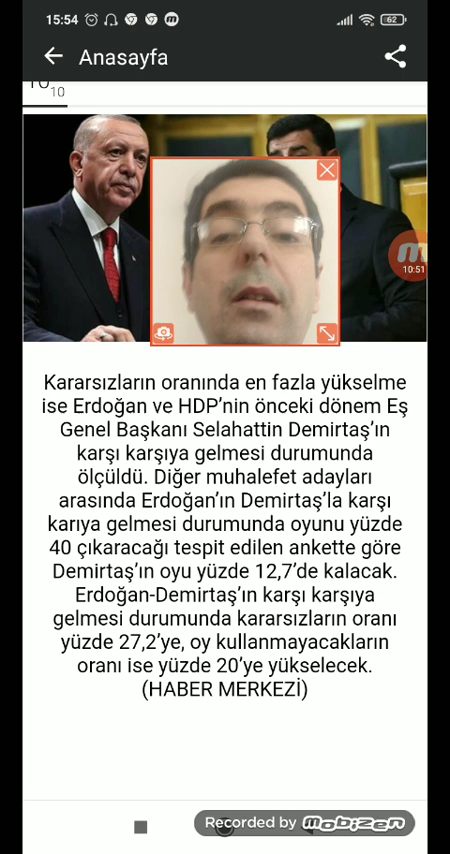 15:54
62
Anasayfa
10
10:51
Kararsızların oranında en fazla yükselme
ise Erdoğan ve HDP’nin önceki dönem Eş
Genel Başkanı Selahattin Demirtaş’ın
karşı karşıya gelmesi durumunda
ölçüldü. Diğer muhalefet adayları
arasında Erdoğan’ın Demirtaş’la karşı
karıya gelmesi durumunda oyunu yüzde
40 çıkaracağı tespit edilen ankette göre
Demirtaş’ın oyu yüzde 12,7’de kalacak.
Erdoğan-Demirtaş’ın karşı karşıya
gelmesi durumunda kararsızların oranı
yüzde 27,2’ye, oy kullanmayacakların
oranı ise yüzde 20’ye yükselecek.
(HABER MERKEZİ)
Recorded by mobizen